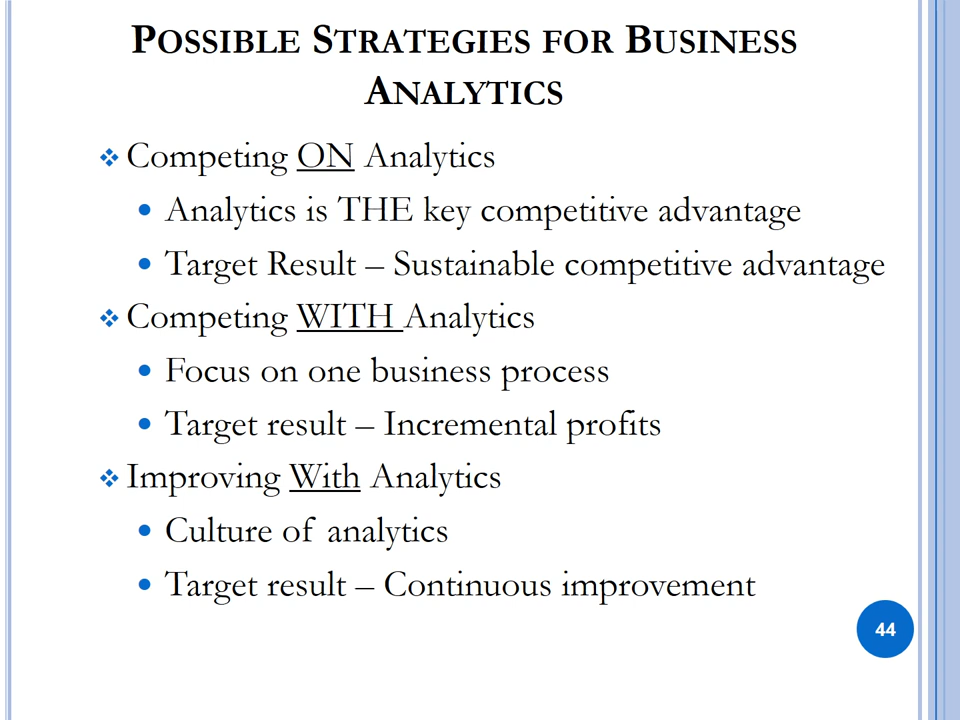 POSSIBLE STRATEGIES FOR BUSINESS
ANALYTICS
Competing ON Analytics
Analytics is THE key competitive advantage
Target Result – Sustainable competitive advantage
Competing WITH Analytics
Focus on one business process
Target result – Incremental profits
Improving With Analytics
Culture of analytics
Target result – Continuous improvement
44